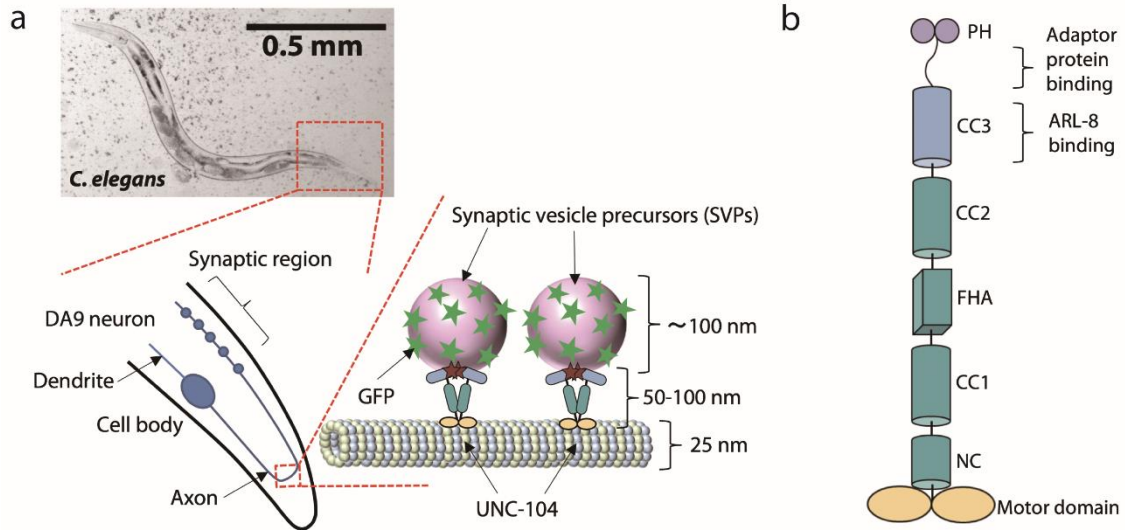 a
0.5 mm
C. elegans
Synaptic vesicle precursors (SVPs)
Synaptic region
DA9 neuron
Dendrite
Cell body
Axon
GFP
~100 nm
50-100 nm
25 nm
UNC-104
b
PH
Adaptor
protein
binding
CC3
ARL-8
binding
CC2
FHA
CC1
NC
Motor domain